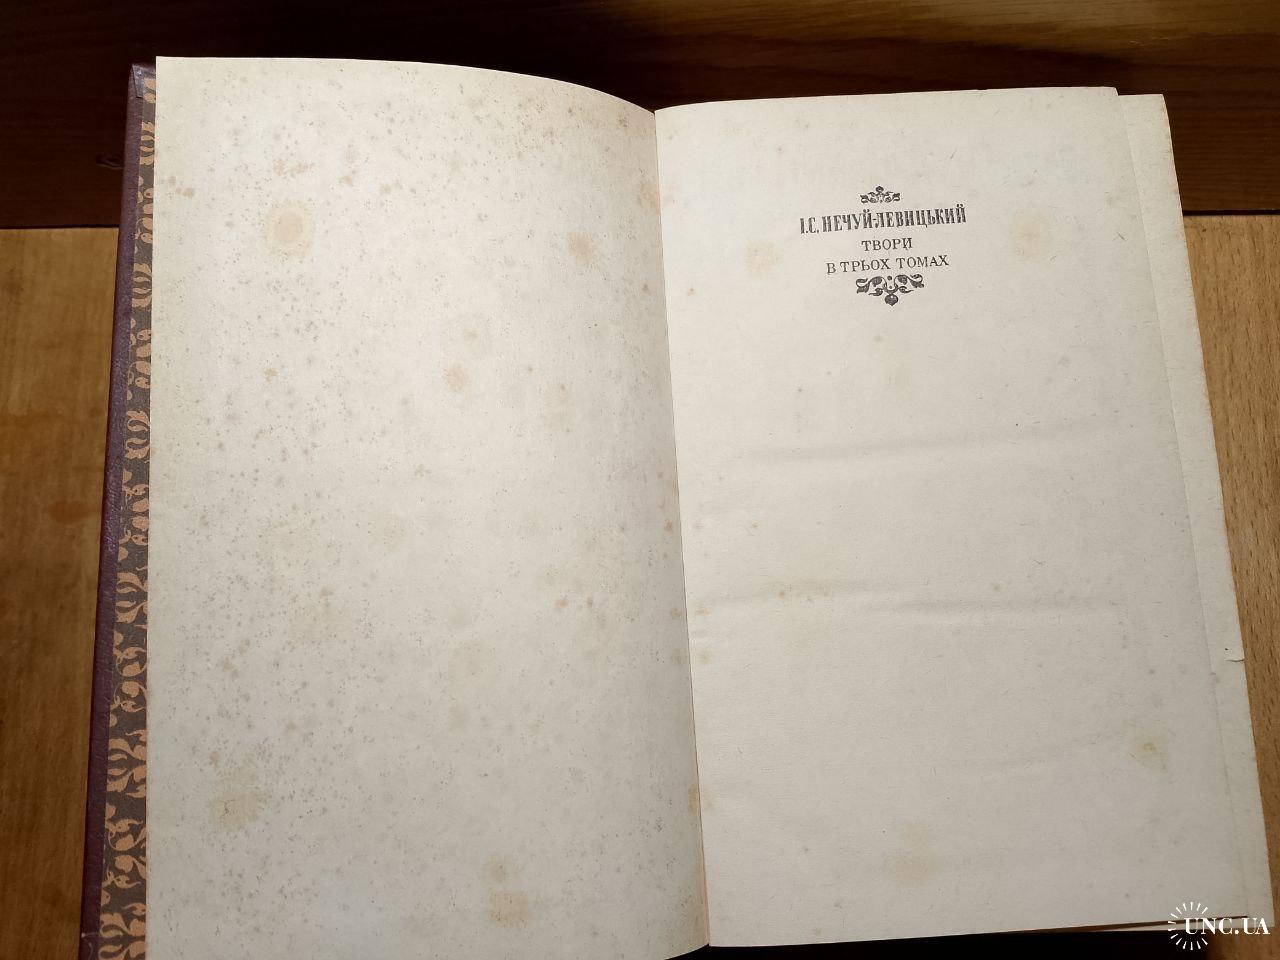 І.С. НЕЧУЙ-ЛЕВИЦЬКИЙ
ТВОРИ
В ТРЬОХ ТОМАХ
UNC.UA